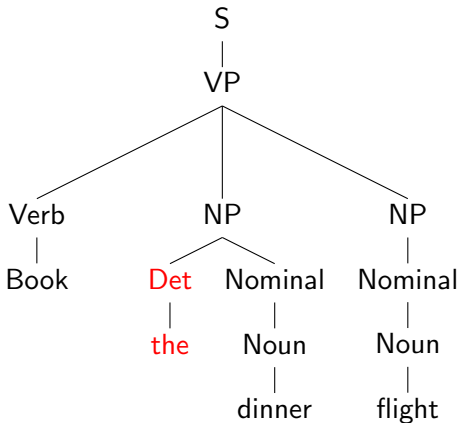 S
VP
Verb NP NP
Book Det Nominal Nominal
the Noun Noun
dinner flight